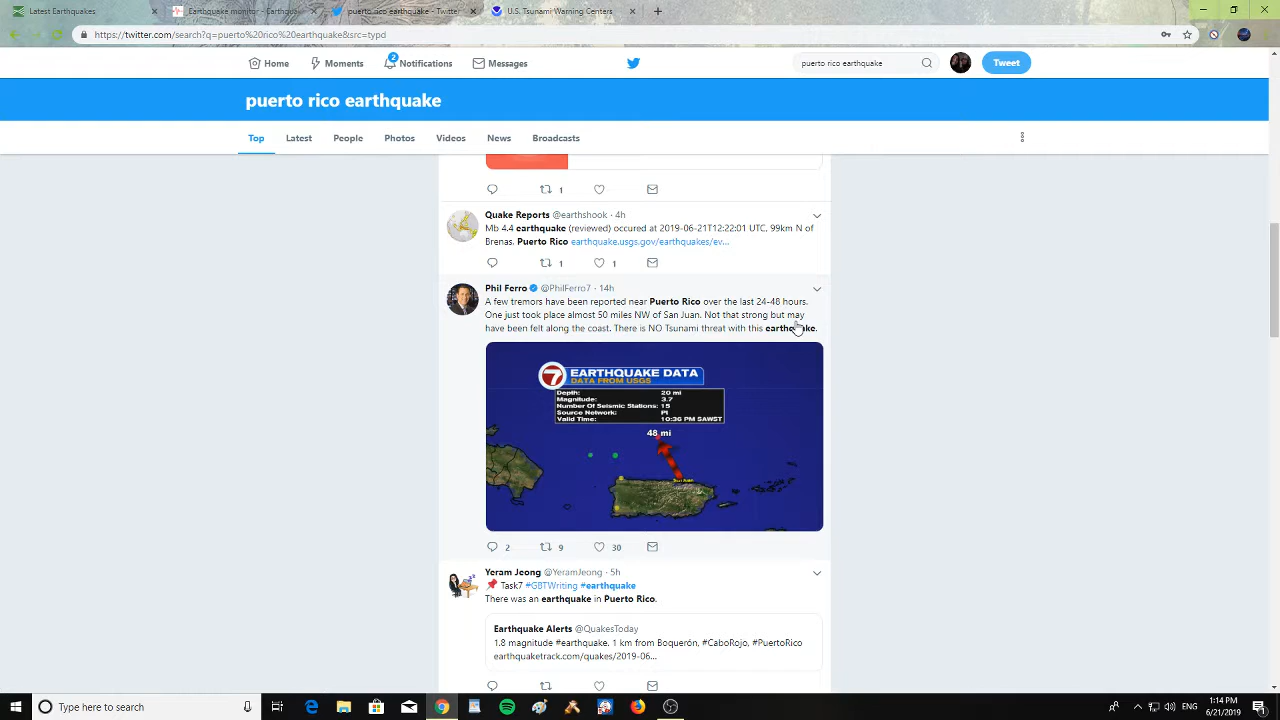 Latest Earthquakes
Earthquake monitor - Earthquak
puerto rico earthquake - Twitter
U.S. Tsunami Warning Centers
https://twitter.com/search?q=puerto%20rico%20earthquake&src=typd
Home
Moments
2
Notifications
Messages
puerto rico earthquake
Tweet
puerto rico earthquake
Top
Latest
People
Photos
Videos
News
Broadcasts
1
Quake Reports @earthshook · 4h
Mb 4.4 earthquake (reviewed) occured at 2019-06-21T12:22:01 UTC, 99km N of
Brenas, Puerto Rico earthquake.usgs.gov/earthquakes/ev...
1 1
Phil Ferro @PhilFerro7 · 14h
A few tremors have been reported near Puerto Rico over the last 24-48 hours.
One just took place almost 50 miles NW of San Juan. Not that strong but may
have been felt along the coast. There is NO Tsunami threat with this earthquake.
7 EARTHQUAKE DATA
DATA FROM USGS
Depth: 20 mi
Magnitude: 3.7
Number Of Seismic Stations: 15
Source Network: PR
Valid Time: 10:36 PM SAWST
48 mi
San Juan
2 9 30
Yeram Jeong @YeramJeong · 5h
📌 Task7 #GBTWriting #earthquake
There was an earthquake in Puerto Rico.
Earthquake Alerts @QuakesToday
1.8 magnitude #earthquake. 1 km from Boquerón, #CaboRojo, #PuertoRico
earthquaketrack.com/quakes/2019-06...
Type here to search
ENG
1:14 PM
6/21/2019